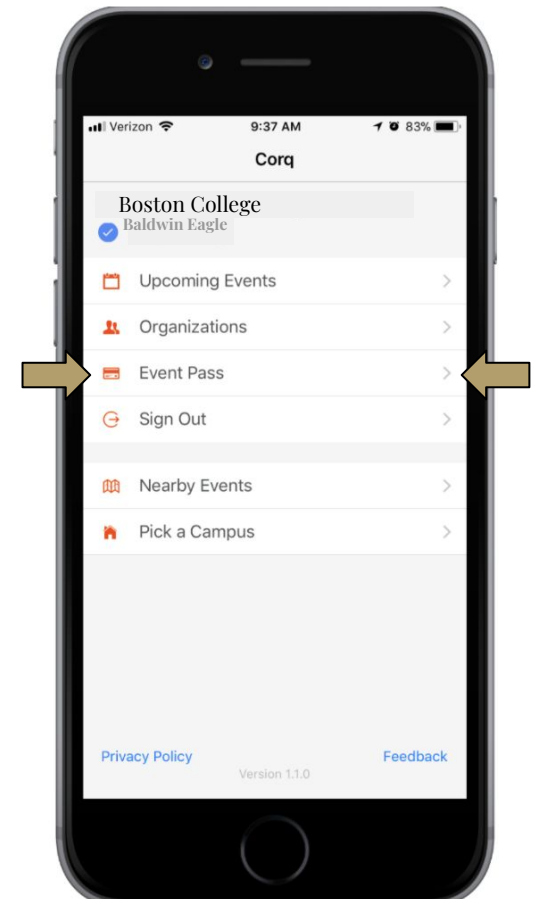 Verizon 9:37 AM 83%
Corq
Boston College
Baldwin Eagle
Upcoming Events
Organizations
Event Pass
Sign Out
Nearby Events
Pick a Campus
Privacy Policy Feedback
Version 1.1.0